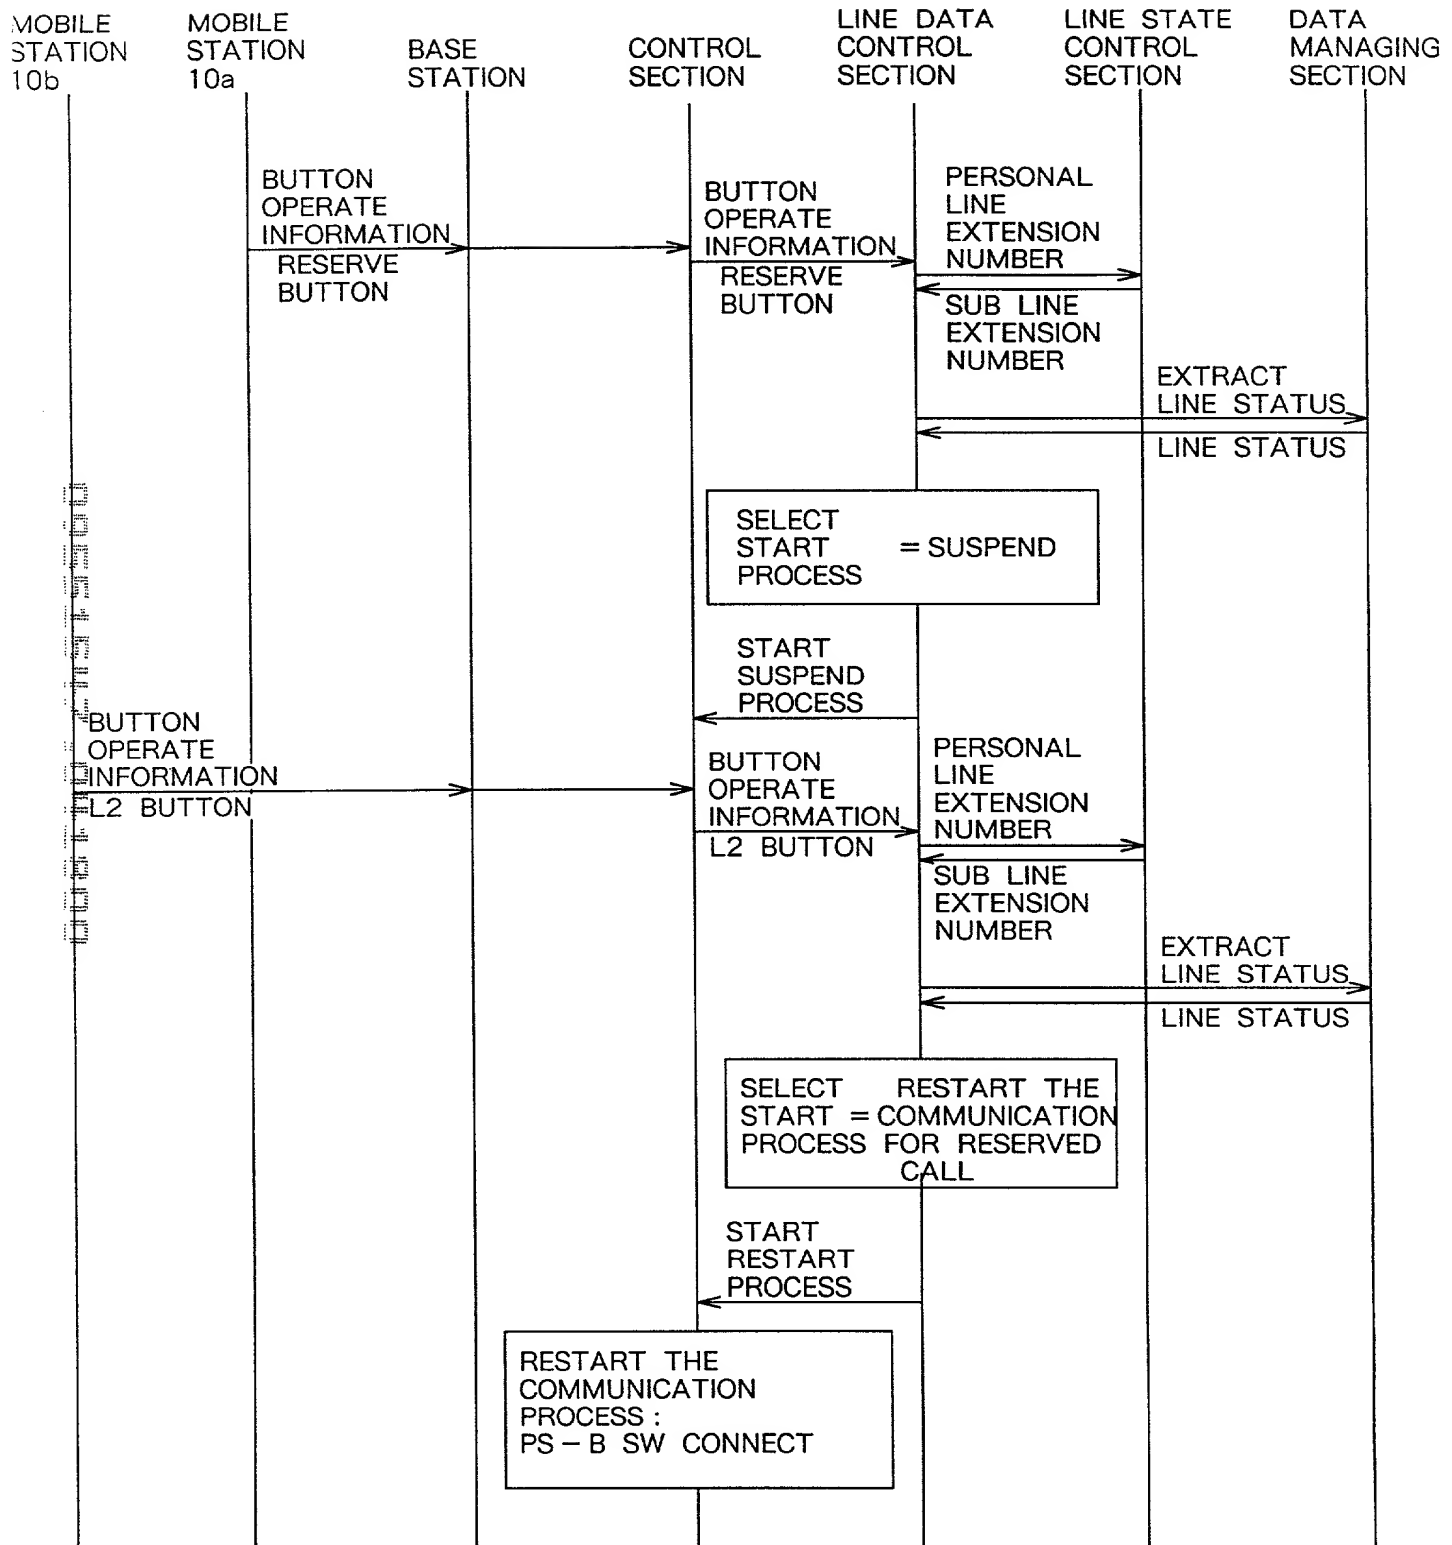 MOBILE
STATION
10b
MOBILE
STATION
10a
BASE
STATION
CONTROL
SECTION
LINE DATA
CONTROL
SECTION
LINE STATE
CONTROL
SECTION
DATA
MANAGING
SECTION
BUTTON
OPERATE
INFORMATION
RESERVE
BUTTON
BUTTON
OPERATE
INFORMATION
RESERVE
BUTTON
PERSONAL
LINE
EXTENSION
NUMBER
SUB LINE
EXTENSION
NUMBER
EXTRACT
LINE STATUS
LINE STATUS
SELECT
START = SUSPEND
PROCESS
START
SUSPEND
PROCESS
BUTTON
OPERATE
INFORMATION
L2 BUTTON
BUTTON
OPERATE
INFORMATION
L2 BUTTON
PERSONAL
LINE
EXTENSION
NUMBER
SUB LINE
EXTENSION
NUMBER
EXTRACT
LINE STATUS
LINE STATUS
SELECT RESTART THE
START = COMMUNICATION
PROCESS FOR RESERVED
CALL
START
RESTART
PROCESS
RESTART THE
COMMUNICATION
PROCESS :
PS - B SW CONNECT